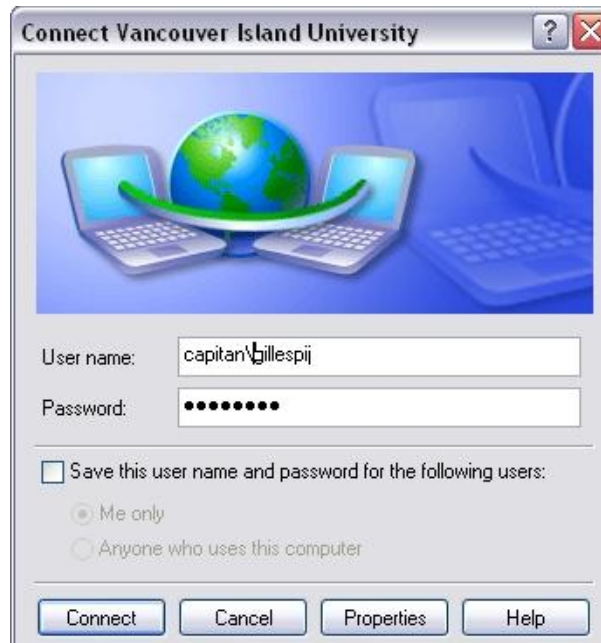 Connect Vancouver Island University
User name: capitan\gillespij
Password: ●●●●●●●●
Save this user name and password for the following users:
Me only
Anyone who uses this computer
Connect Cancel Properties Help